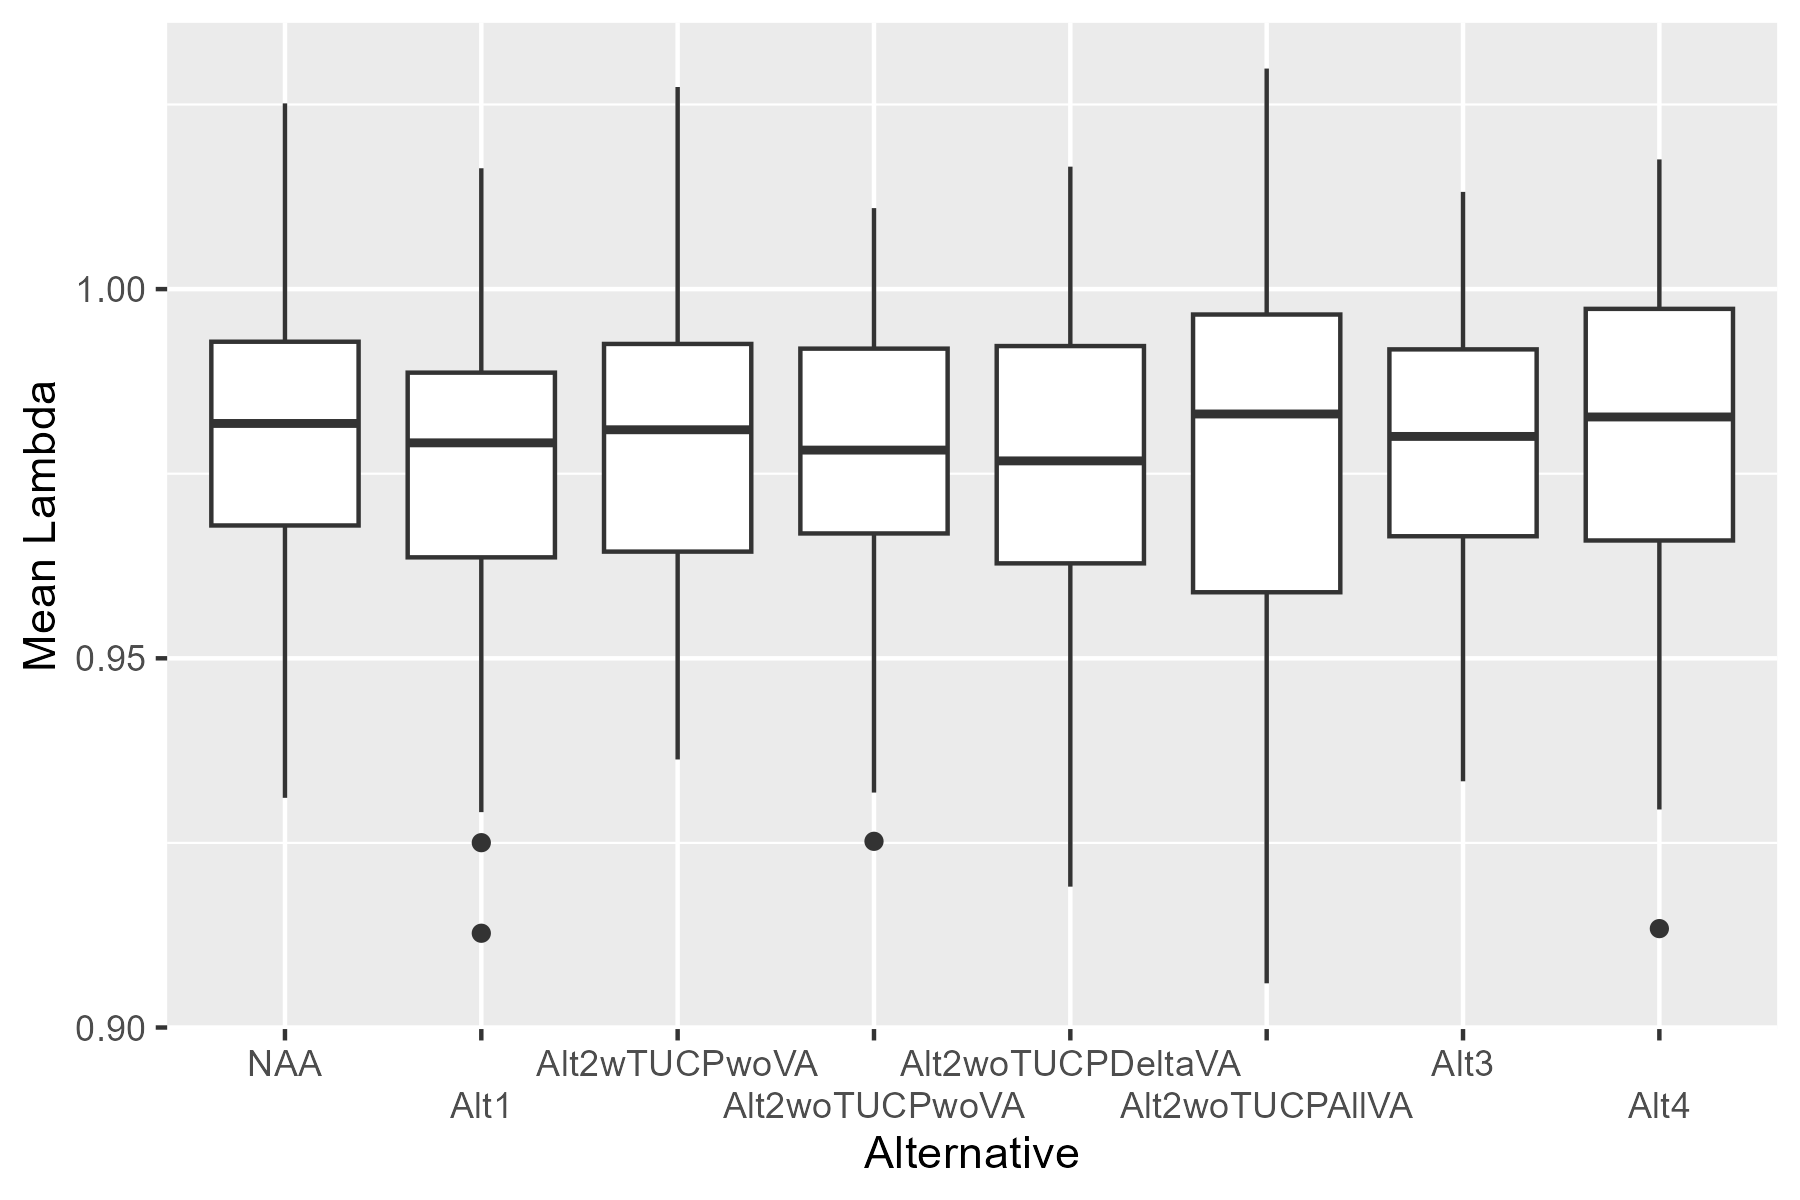 Mean Lambda
1.00
0.95
0.90
NAA
Alt1
Alt2wTUCPwoVA
Alt2woTUCPwoVA
Alt2woTUCPDeltaVA
Alt2woTUCPAllVA
Alt3
Alt4
Alternative